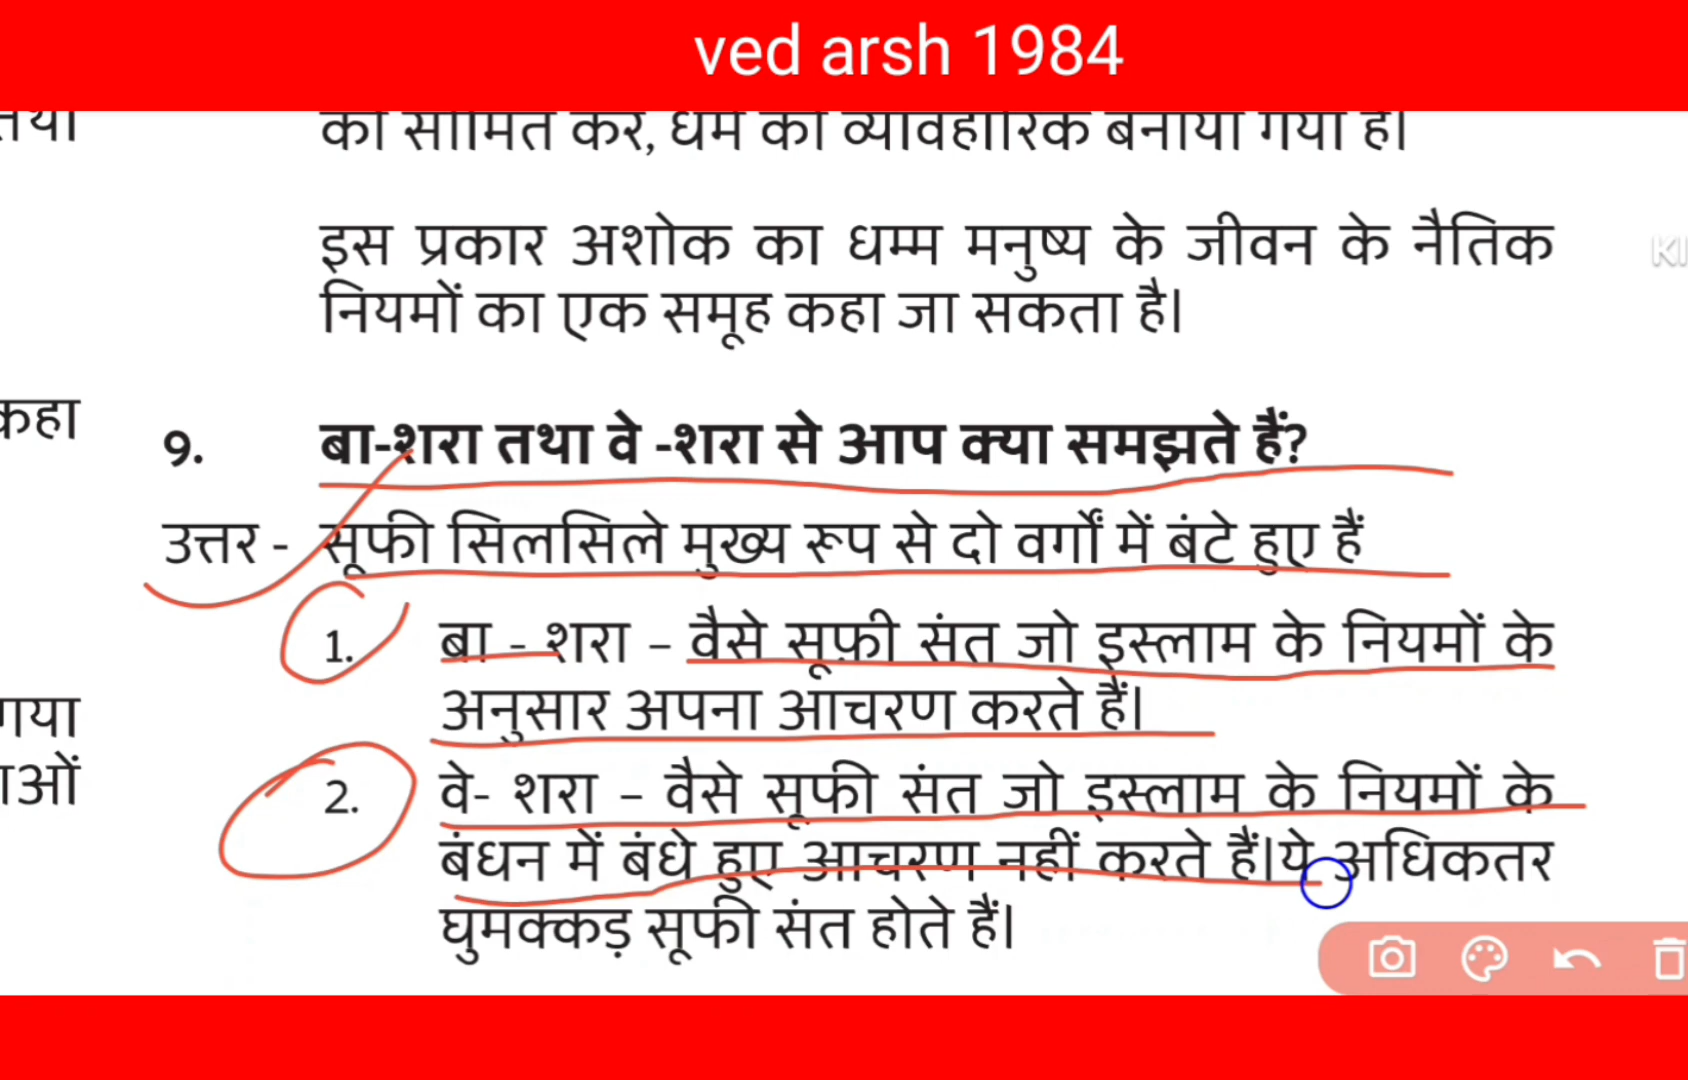 ved arsh 1984
तथा
को सीमित कर, धर्म को व्यावहारिक बनाया गया है।
इस प्रकार अशोक का धम्म मनुष्य के जीवन के नैतिक
नियमों का एक समूह कहा जा सकता है।
कहा
9. बा-शरा तथा वे -शरा से आप क्या समझते हैं?
उत्तर - सूफी सिलसिले मुख्य रूप से दो वर्गों में बंटे हुए हैं
1. बा - शरा – वैसे सूफ़ी संत जो इस्लाम के नियमों के
गया
अनुसार अपना आचरण करते हैं।
ाओं
2. वे- शरा – वैसे सूफी संत जो इस्लाम के नियमों के
बंधन में बंधे हुए आचरण नहीं करते हैं।ये अधिकतर
घुमक्कड़ सूफी संत होते हैं।